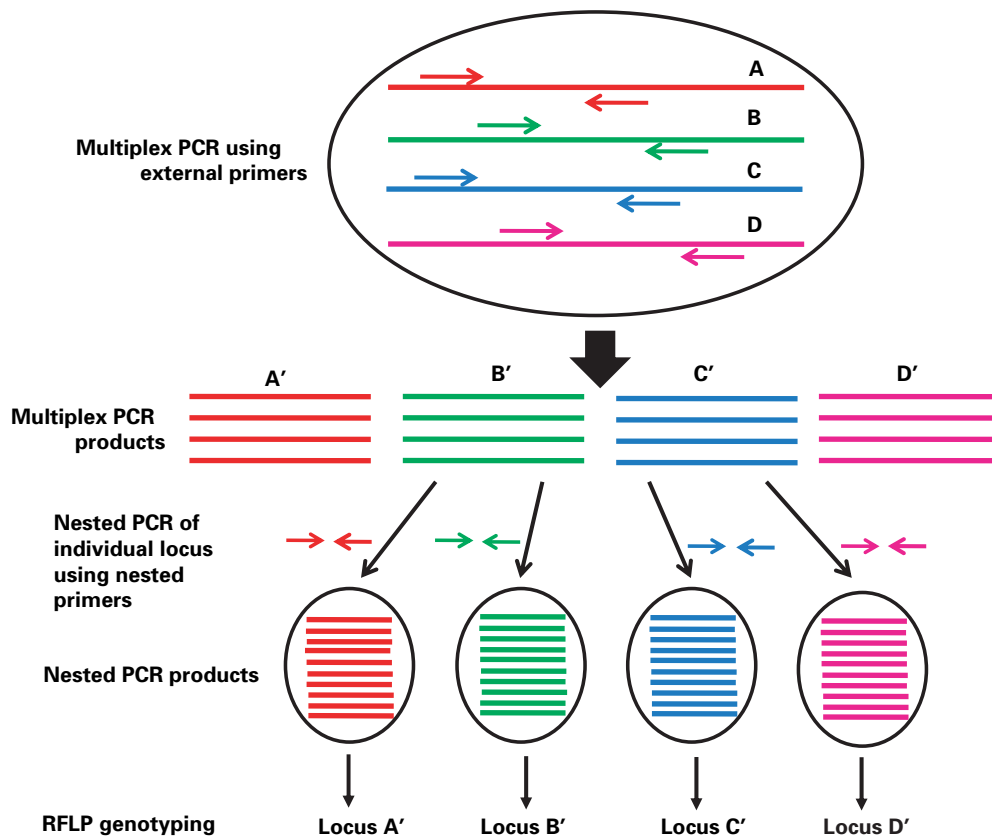 A
B
Multiplex PCR using
external primers
C
D
A′
B′
C′
D′
Multiplex PCR
products
Nested PCR of
individual locus
using nested
primers
Nested PCR products
RFLP genotyping
Locus A′
Locus B′
Locus C′
Locus D′